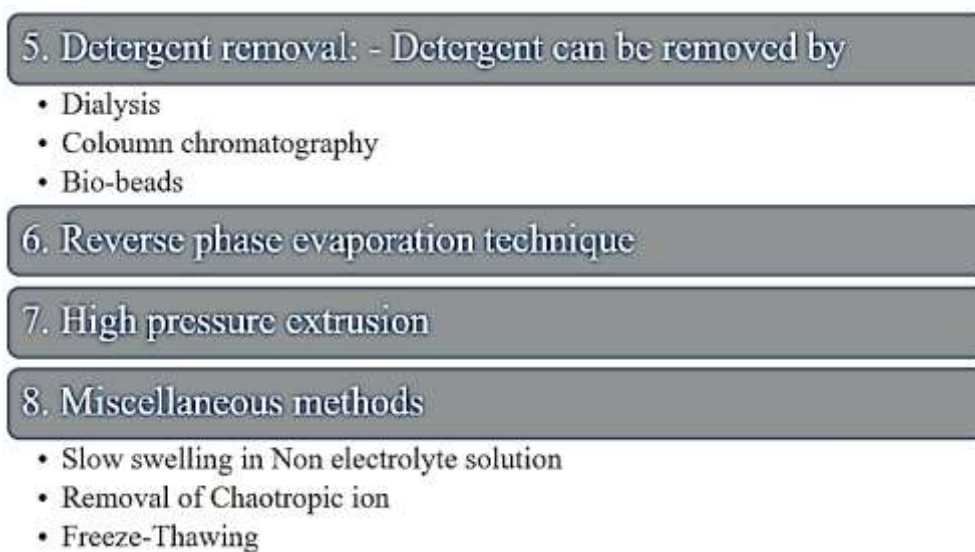 5. Detergent removal: - Detergent can be removed by
• Dialysis
• Coloumn chromatography
• Bio-beads
6. Reverse phase evaporation technique
7. High pressure extrusion
8. Miscellaneous methods
• Slow swelling in Non electrolyte solution
• Removal of Chaotropic ion
• Freeze-Thawing